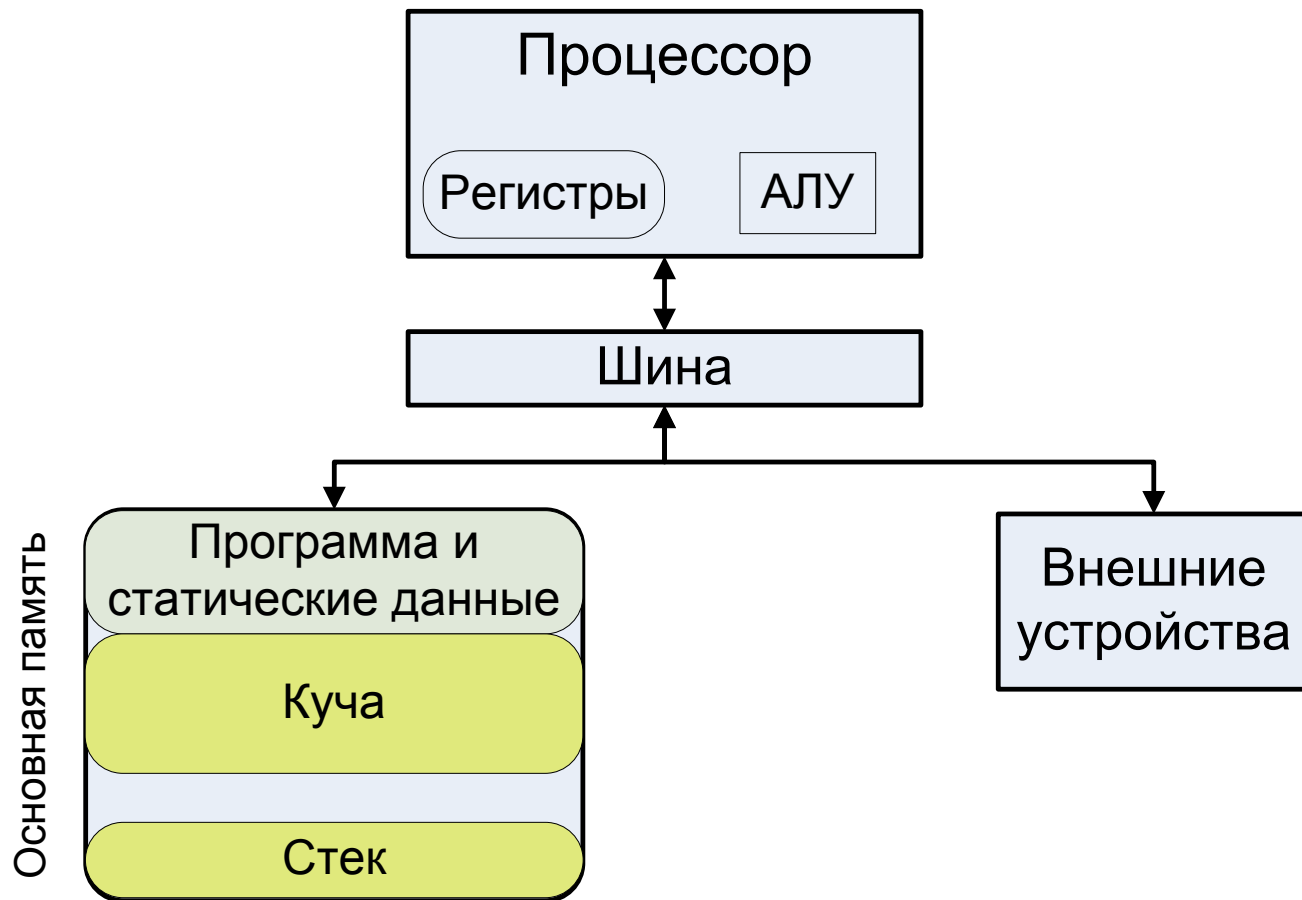 Процессор
Регистры
АЛУ
Шина
Основная память
Программа и
статические данные
Куча
Стек
Внешние
устройства